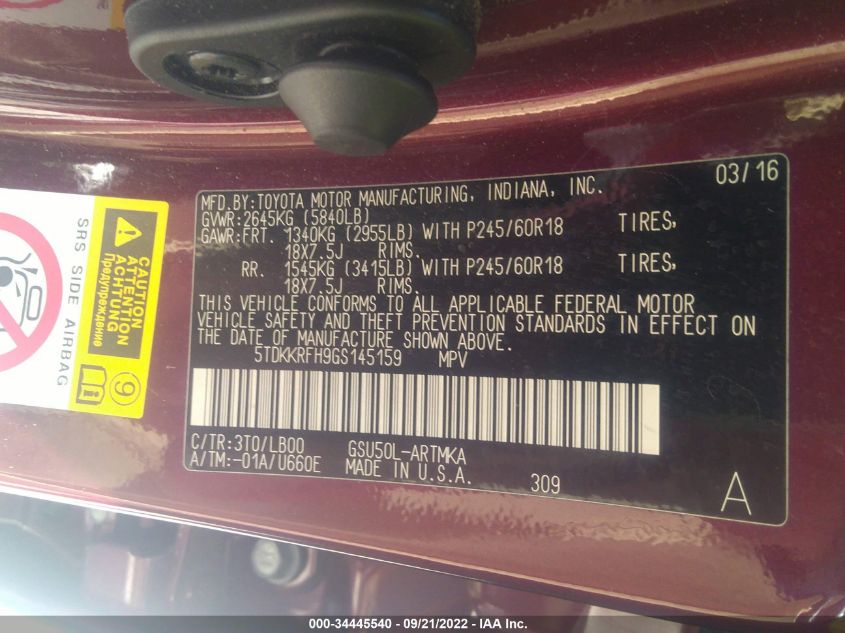 MFD.BY:TOYOTA MOTOR MANUFACTURING, INDIANA, INC. 03/16
GVWR:2645KG (5840LB)
GAWR:FRT. 1340KG (2955LB) WITH P245/60R18 TIRES,
18X7.5J RIMS.
RR. 1545KG (3415LB) WITH P245/60R18 TIRES,
18X7.5J RIMS.
THIS VEHICLE CONFORMS TO ALL APPLICABLE FEDERAL MOTOR
VEHICLE SAFETY AND THEFT PREVENTION STANDARDS IN EFFECT ON
THE DATE OF MANUFACTURE SHOWN ABOVE.
5TDKKRFH9GS145159 MPV
C/TR:3T0/LB00 GSU50L-ARTMKA
A/TM:-01A/U660E MADE IN U.S.A. 309 A
SRS SIDE AIRBAG
CAUTION
ATTENTION
ACHTUNG
Предупреждение
9
000-34445540 - 09/21/2022 - IAA Inc.